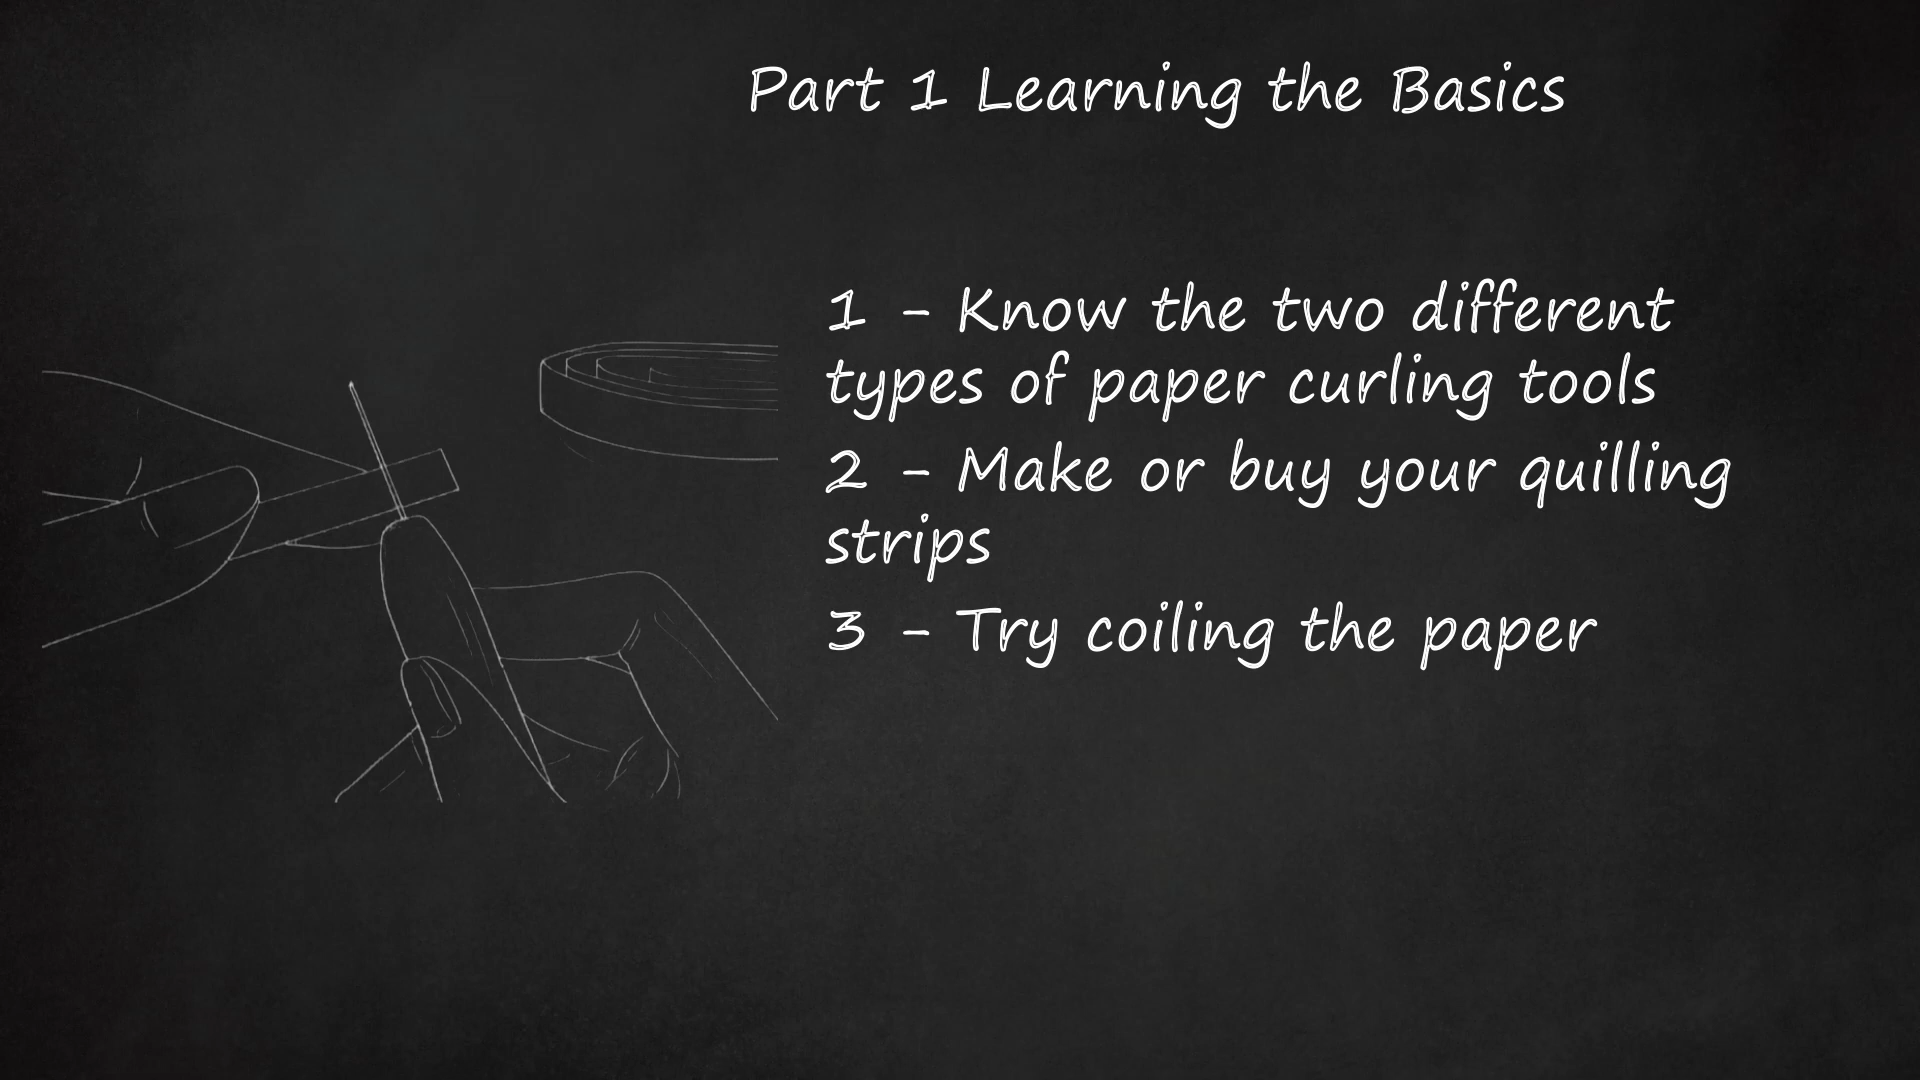 Part 1 Learning the Basics
1 - Know the two different
types of paper curling tools
2 - Make or buy your quilling
strips
3 - Try coiling the paper